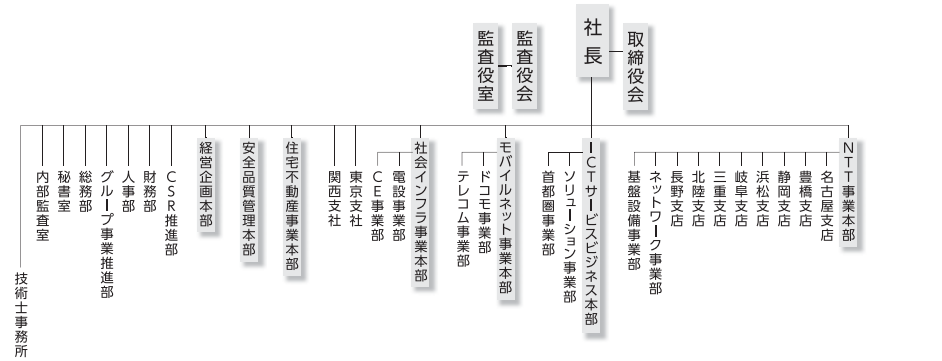 社長
取締役会
監査役会
監査役室
NTT事業本部
名古屋支店
豊橋支店
静岡支店
浜松支店
岐阜支店
三重支店
北陸支店
長野支店
ネットワーク事業部
基盤設備事業部
ICTサービスビジネス本部
ソリューション事業部
首都圏事業部
モバイルネット事業本部
ドコモ事業部
テレコム事業部
社会インフラ事業本部
電設事業部
CE事業部
東京支社
関西支社
住宅不動産事業本部
安全品質管理本部
経営企画本部
CSR推進部
財務部
人事部
グループ事業推進部
総務部
秘書室
内部監査室
技術士事務所